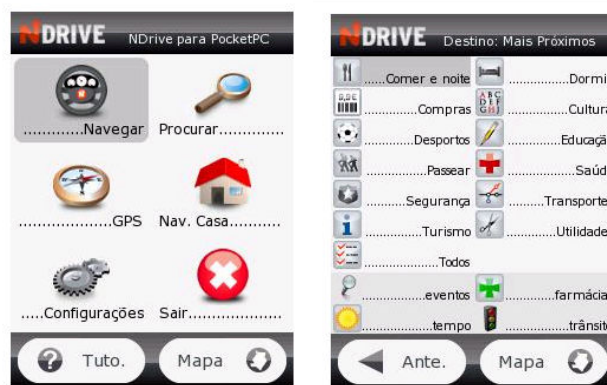 NDRIVE NDrive para PocketPC
.............Navegar Procurar...............
...................GPS Nav. Casa............
.....Configurações Sair.....................
? Tuto. Mapa
NDRIVE Destino: Mais Próximos
......Comer e noite ...............Dormi
..............Compras ...............Cultura
.............Desportos ..............Educaçã
................Passear .................Saúd
...........Segurança ..........Transporte
...............Turismo ............Utilidade
...................Todos
................eventos ............farmácia
..................tempo ..............trânsito
Ante. Mapa